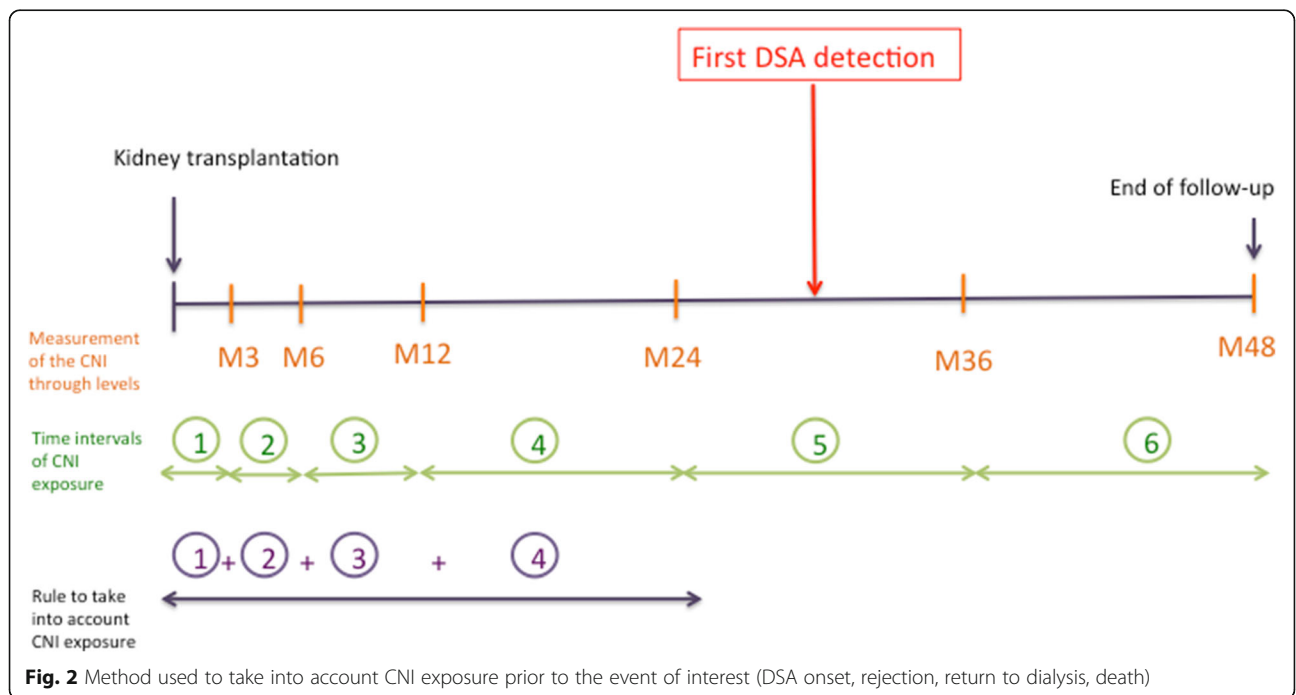 First DSA detection
Kidney transplantation
End of follow-up
Measurement
of the CNI
through levels
M3 M6 M12 M24 M36 M48
Time intervals
of CNI
exposure
1 2 3 4 5 6
1 + 2 + 3 + 4
Rule to take
into account
CNI exposure
Fig. 2 Method used to take into account CNI exposure prior to the event of interest (DSA onset, rejection, return to dialysis, death)